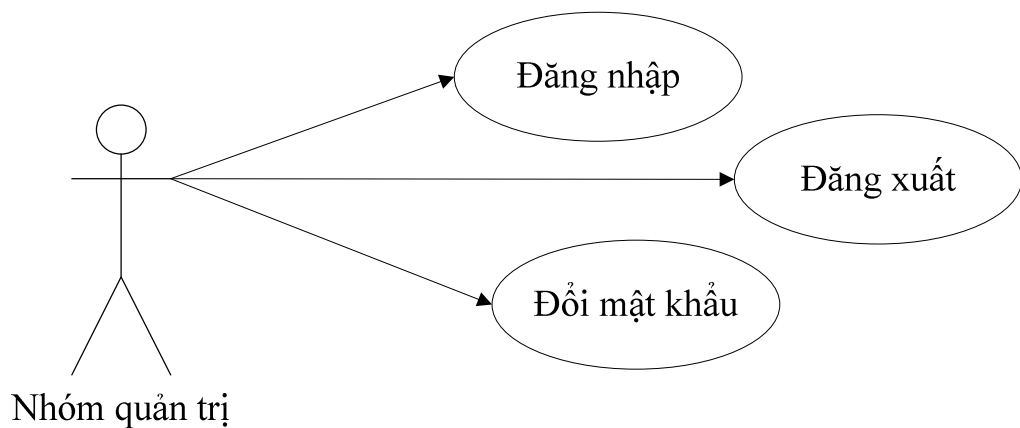 Đăng nhập
Đăng xuất
Đổi mật khẩu
Nhóm quản trị